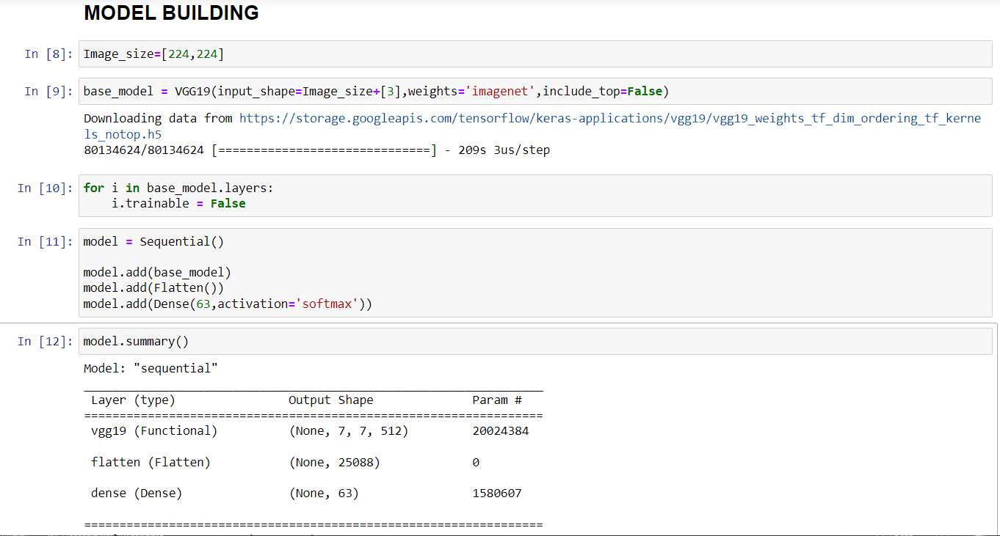 MODEL BUILDING
In [8]: Image_size=[224,224]
In [9]: base_model = VGG19(input_shape=Image_size+[3],weights='imagenet',include_top=False)
Downloading data from https://storage.googleapis.com/tensorflow/keras-applications/vgg19/vgg19_weights_tf_dim_ordering_tf_kerne
ls_notop.h5
80134624/80134624 [==============================] - 209s 3us/step
In [10]: for i in base_model.layers:
    i.trainable = False
In [11]: model = Sequential()
model.add(base_model)
model.add(Flatten())
model.add(Dense(63,activation='softmax'))
In [12]: model.summary()
Model: "sequential"
_________________________________________________________________
Layer (type) Output Shape Param #
=================================================================
vgg19 (Functional) (None, 7, 7, 512) 20024384
flatten (Flatten) (None, 25088) 0
dense (Dense) (None, 63) 1580607
=================================================================